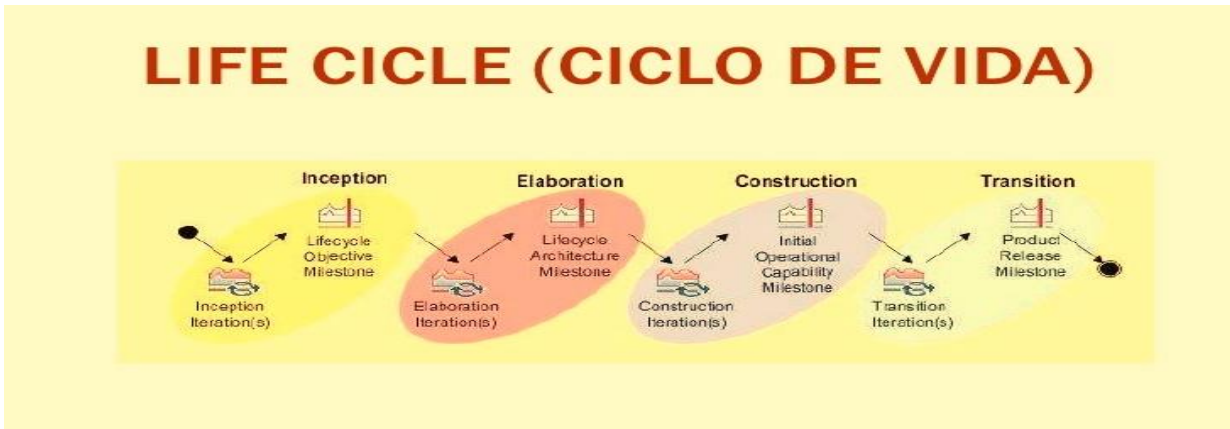 LIFE CICLE (CICLO DE VIDA)
Inception
Elaboration
Construction
Transition
Lifecycle
Objective
Milestone
Inception
Iteration(s)
Lifecycle
Architecture
Milestone
Elaboration
Iteration(s)
Initial
Operational
Capability
Milestone
Construction
Iteration(s)
Product
Release
Milestone
Transition
Iteration(s)